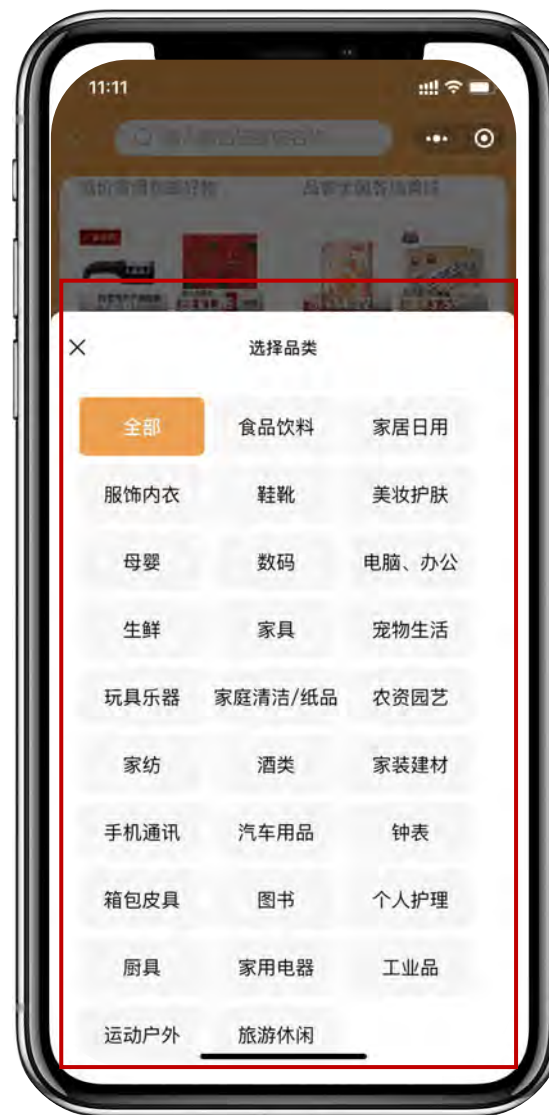 11:11
选择品类
全部 食品饮料 家居日用
服饰内衣 鞋靴 美妆护肤
母婴 数码 电脑、办公
生鲜 家具 宠物生活
玩具乐器 家庭清洁/纸品 农资园艺
家纺 酒类 家装建材
手机通讯 汽车用品 钟表
箱包皮具 图书 个人护理
厨具 家用电器 工业品
运动户外 旅游休闲